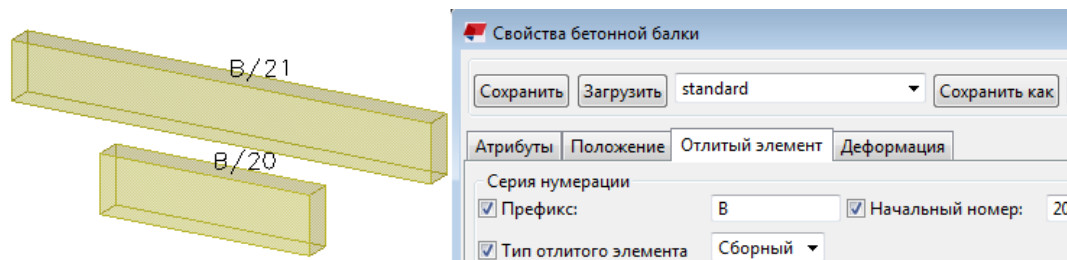 B/21
B/20
Свойства бетонной балки
Сохранить Загрузить standard Сохранить как
Атрибуты Положение Отлитый элемент Деформация
Серия нумерации
Префикс: B Начальный номер: 20
Тип отлитого элемента Сборный